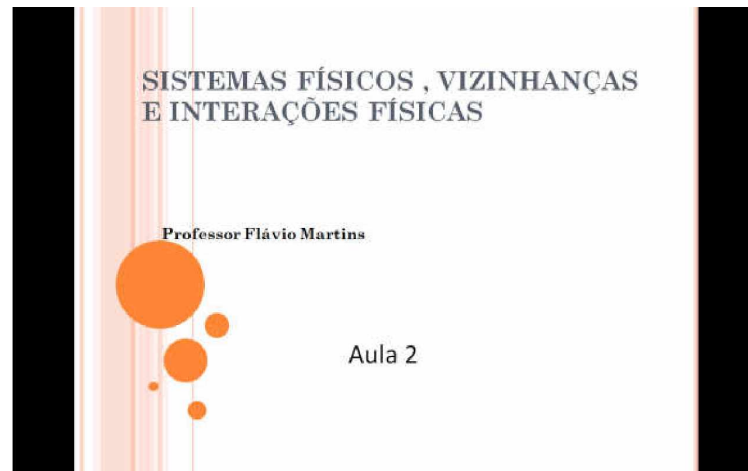 SISTEMAS FÍSICOS , VIZINHANÇAS
E INTERAÇÕES FÍSICAS
Professor Flávio Martins
Aula 2